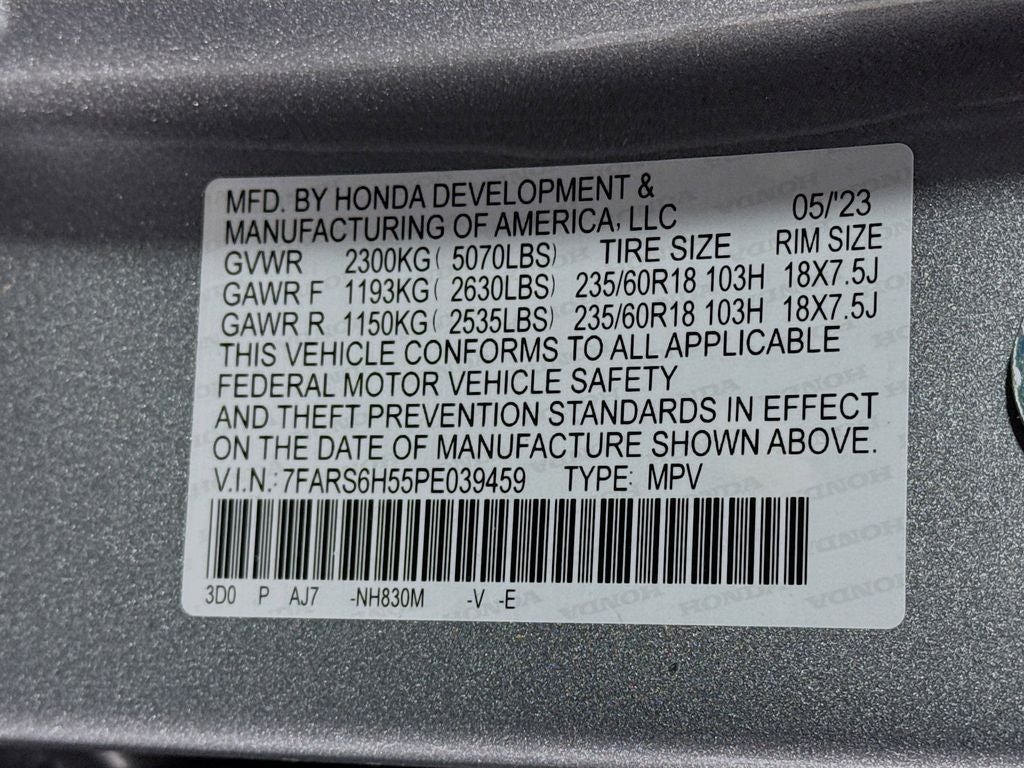 MFD. BY HONDA DEVELOPMENT &
MANUFACTURING OF AMERICA, LLC 05/'23
GVWR 2300KG( 5070LBS) TIRE SIZE RIM SIZE
GAWR F 1193KG( 2630LBS) 235/60R18 103H 18X7.5J
GAWR R 1150KG( 2535LBS) 235/60R18 103H 18X7.5J
THIS VEHICLE CONFORMS TO ALL APPLICABLE
FEDERAL MOTOR VEHICLE SAFETY
AND THEFT PREVENTION STANDARDS IN EFFECT
ON THE DATE OF MANUFACTURE SHOWN ABOVE.
V.I.N.: 7FARS6H55PE039459 TYPE: MPV
3D0 P AJ7 -NH830M -V -E